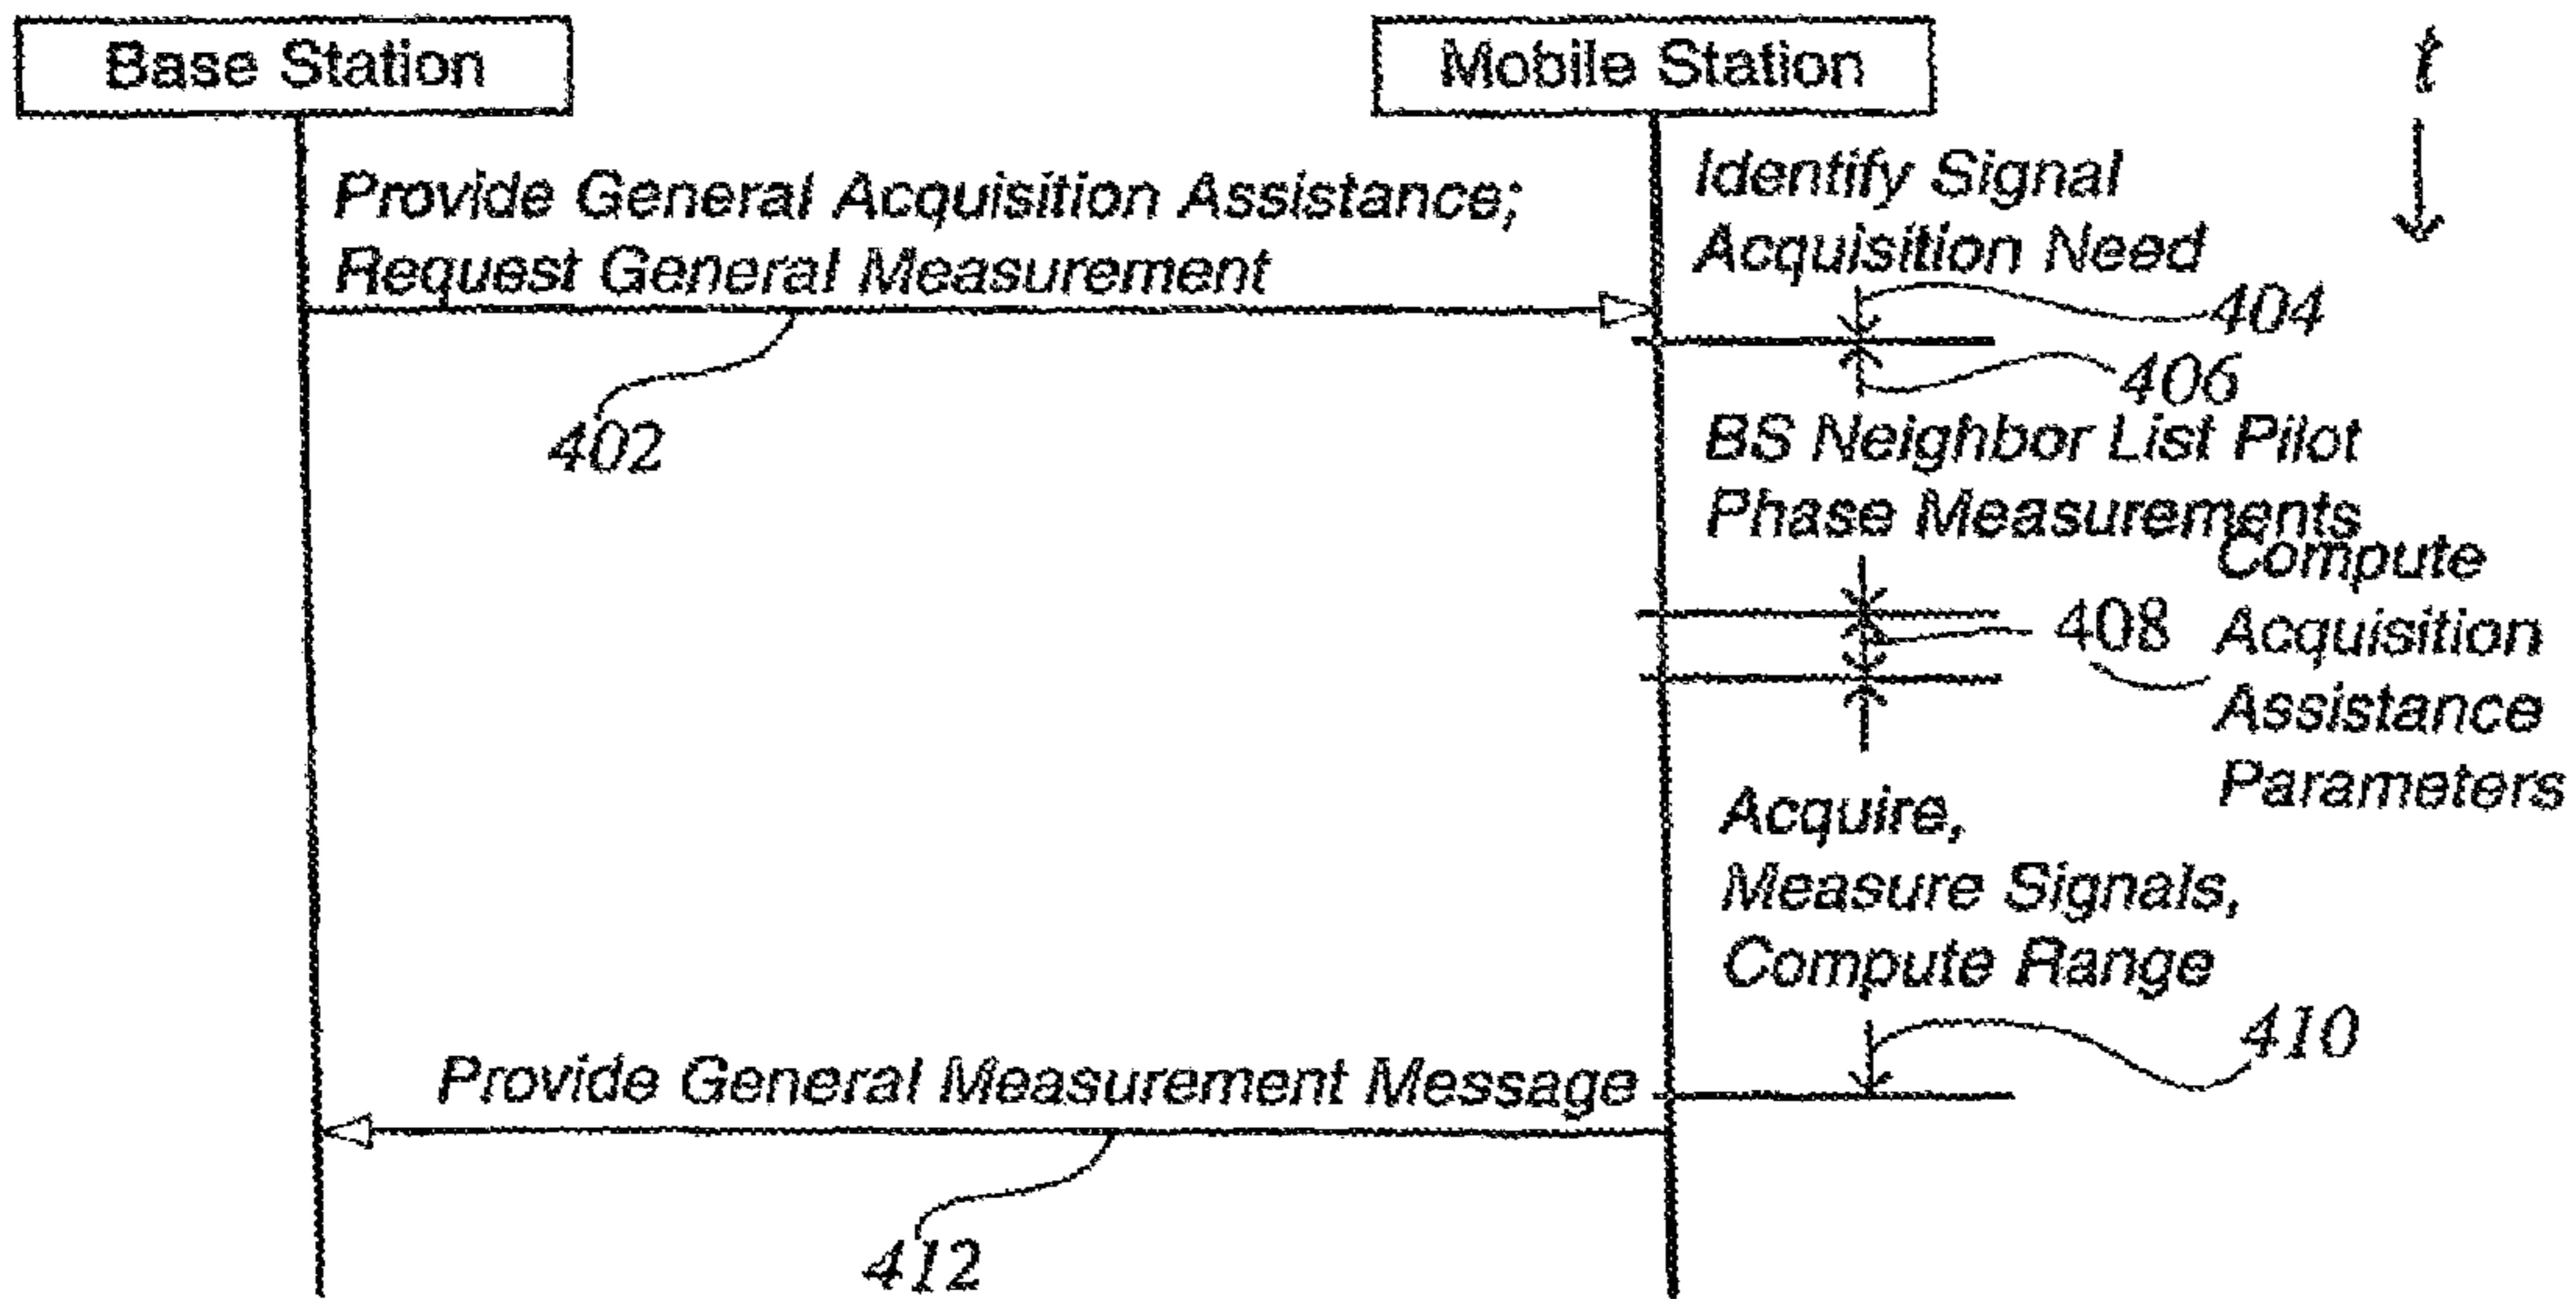 Base Station
Mobile Station
t
Provide General Acquisition Assistance;
Request General Measurement
402
Identify Signal
Acquisition Need
404
406
BS Neighbor List Pilot
Phase Measurements
408
Compute
Acquisition
Assistance
Parameters
Acquire,
Measure Signals,
Compute Range
410
Provide General Measurement Message
412